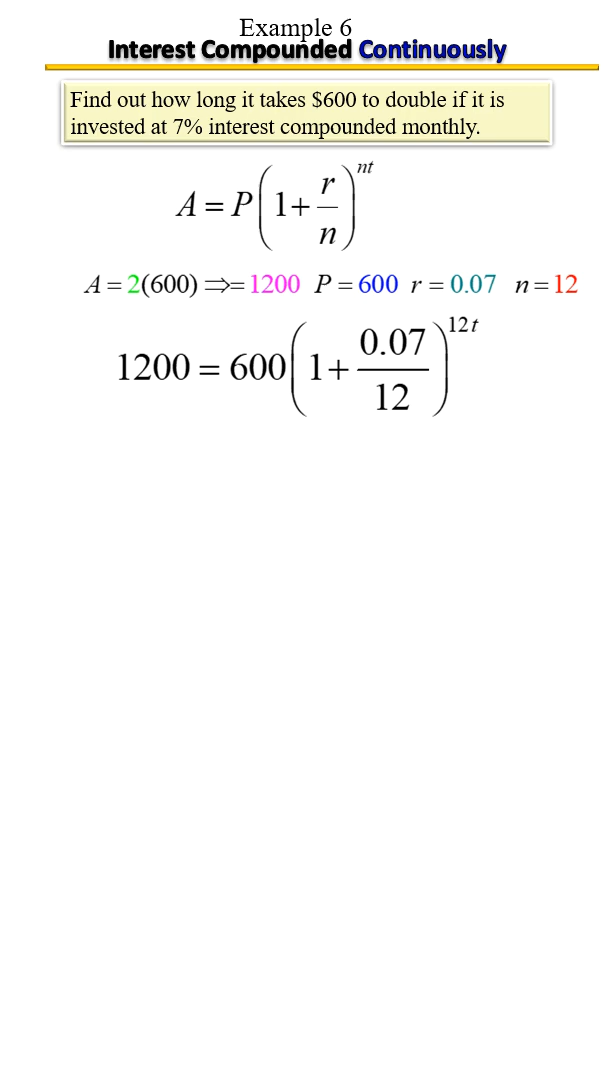 Example 6
Interest Compounded Continuously
Find out how long it takes $600 to double if it is
invested at 7% interest compounded monthly.
A = P(1 + r/n)^{nt}
A = 2(600) ⇒= 1200 P = 600 r = 0.07 n = 12
1200 = 600(1 + 0.07/12)^{12t}